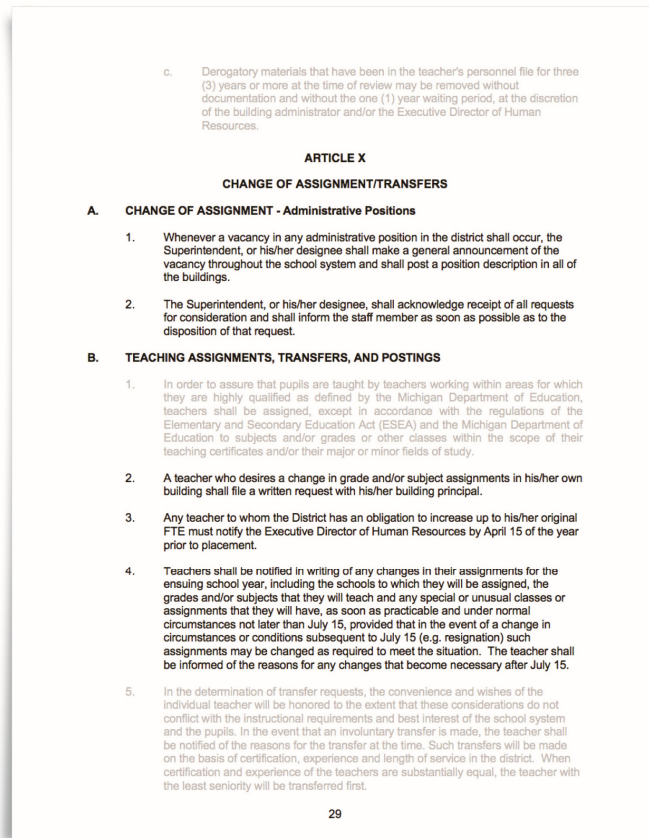 c. Derogatory materials that have been in the teacher's personnel file for three
(3) years or more at the time of review may be removed without
documentation and without the one (1) year waiting period, at the discretion
of the building administrator and/or the Executive Director of Human
Resources.
ARTICLE X
CHANGE OF ASSIGNMENT/TRANSFERS
A. CHANGE OF ASSIGNMENT - Administrative Positions
1. Whenever a vacancy in any administrative position in the district shall occur, the
Superintendent, or his/her designee shall make a general announcement of the
vacancy throughout the school system and shall post a position description in all of
the buildings.
2. The Superintendent, or his/her designee, shall acknowledge receipt of all requests
for consideration and shall inform the staff member as soon as possible as to the
disposition of that request.
B. TEACHING ASSIGNMENTS, TRANSFERS, AND POSTINGS
1. In order to assure that pupils are taught by teachers working within areas for which
they are highly qualified as defined by the Michigan Department of Education,
teachers shall be assigned, except in accordance with the regulations of the
Elementary and Secondary Education Act (ESEA) and the Michigan Department of
Education to subjects and/or grades or other classes within the scope of their
teaching certificates and/or their major or minor fields of study.
2. A teacher who desires a change in grade and/or subject assignments in his/her own
building shall file a written request with his/her building principal.
3. Any teacher to whom the District has an obligation to increase up to his/her original
FTE must notify the Executive Director of Human Resources by April 15 of the year
prior to placement.
4. Teachers shall be notified in writing of any changes in their assignments for the
ensuing school year, including the schools to which they will be assigned, the
grades and/or subjects that they will teach and any special or unusual classes or
assignments that they will have, as soon as practicable and under normal
circumstances not later than July 15, provided that in the event of a change in
circumstances or conditions subsequent to July 15 (e.g. resignation) such
assignments may be changed as required to meet the situation. The teacher shall
be informed of the reasons for any changes that become necessary after July 15.
5. In the determination of transfer requests, the convenience and wishes of the
individual teacher will be honored to the extent that these considerations do not
conflict with the instructional requirements and best interest of the school system
and the pupils. In the event that an involuntary transfer is made, the teacher shall
be notified of the reasons for the transfer at the time. Such transfers will be made
on the basis of certification, experience and length of service in the district. When
certification and experience of the teachers are substantially equal, the teacher with
the least seniority will be transferred first.
29